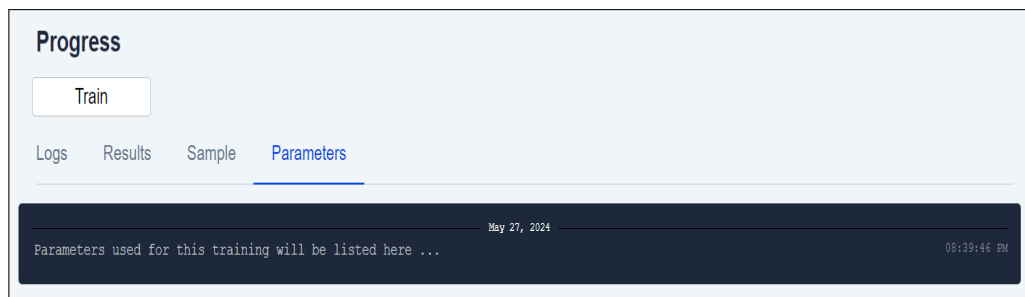 Progress
Train
Logs Results Sample Parameters
May 27, 2024
Parameters used for this training will be listed here ... 08:39:46 PM